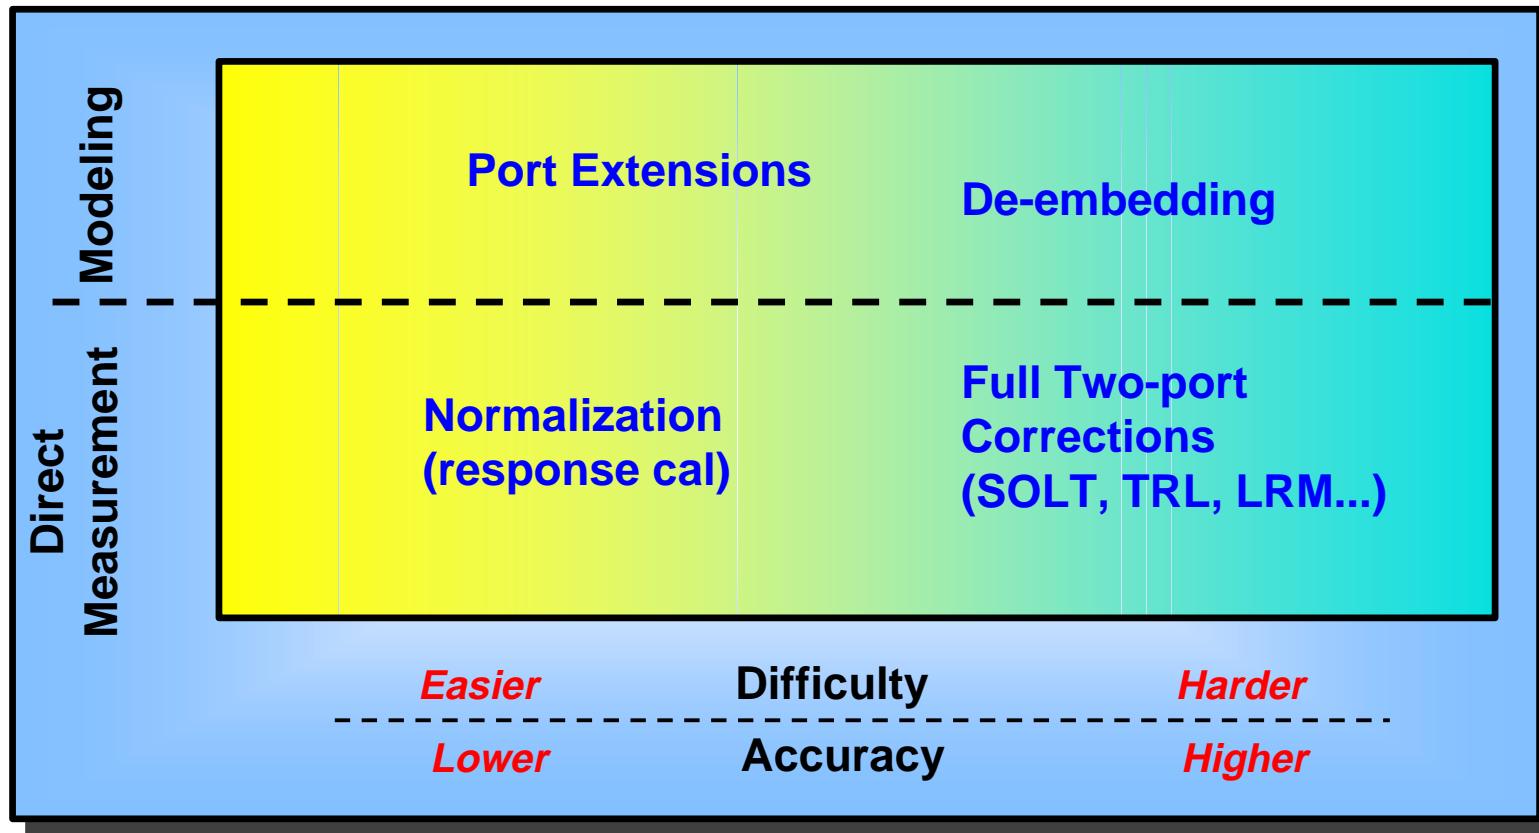 Modeling
Port Extensions
De-embedding
Direct
Measurement
Normalization
(response cal)
Full Two-port
Corrections
(SOLT, TRL, LRM...)
Easier Difficulty Harder
Lower Accuracy Higher